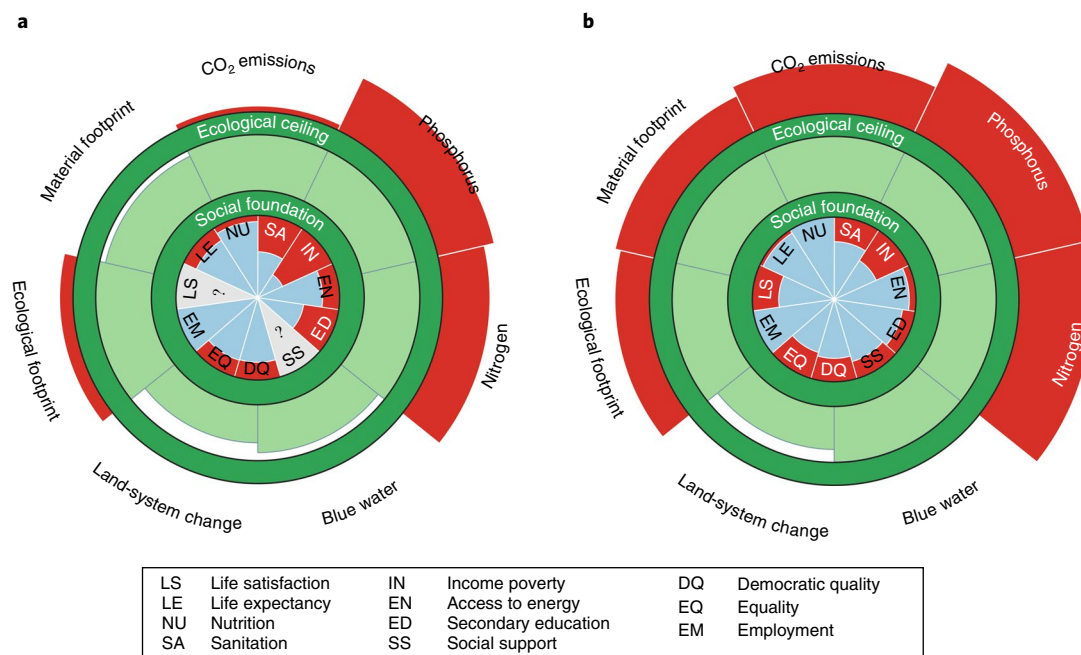 a
CO2 emissions
Phosphorus
Nitrogen
Blue water
Land-system change
Ecological footprint
Material footprint
Ecological ceiling
Social foundation
SA
IN
EN
ED
SS
?
DQ
EQ
EM
LS
?
LE
NU
b
CO2 emissions
Phosphorus
Nitrogen
Blue water
Land-system change
Ecological footprint
Material footprint
Ecological ceiling
Social foundation
SA
IN
EN
ED
SS
DQ
EQ
EM
LS
LE
NU
LS Life satisfaction IN Income poverty DQ Democratic quality
LE Life expectancy EN Access to energy EQ Equality
NU Nutrition ED Secondary education EM Employment
SA Sanitation SS Social support